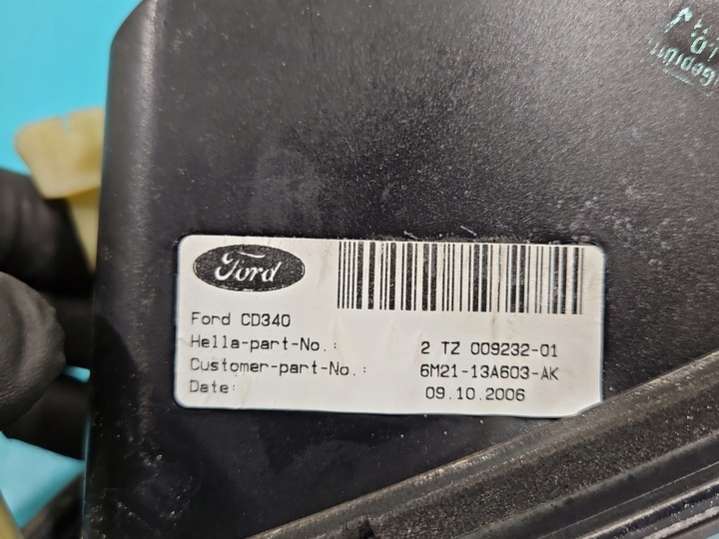 Geprüft
Ford
Ford CD340
Hella-part-No.: 2 TZ 009232-01
Customer-part-No.: 6M21-13A603-AK
Date: 09.10.2006